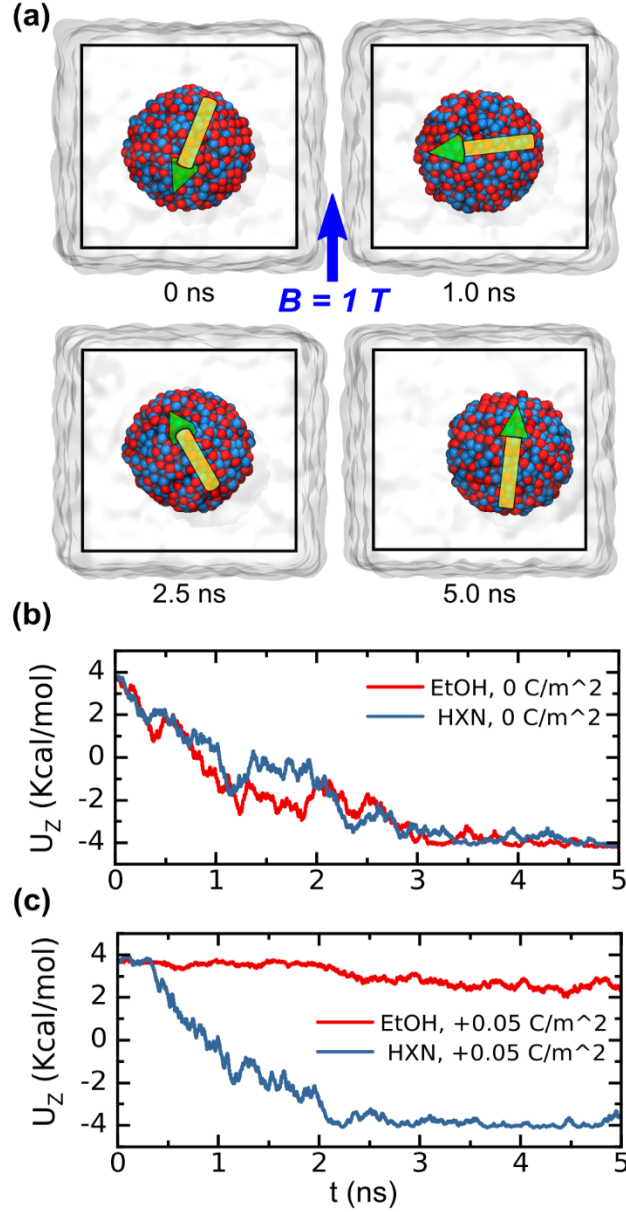 (a)
0 ns
B = 1 T
1.0 ns
2.5 ns
5.0 ns
(b)
4
2
0
-2
-4
U_Z (Kcal/mol)
EtOH, 0 C/m^2
HXN, 0 C/m^2
0
1
2
3
4
5
(c)
4
2
0
-2
-4
U_Z (Kcal/mol)
EtOH, +0.05 C/m^2
HXN, +0.05 C/m^2
0
1
2
3
4
5
t (ns)